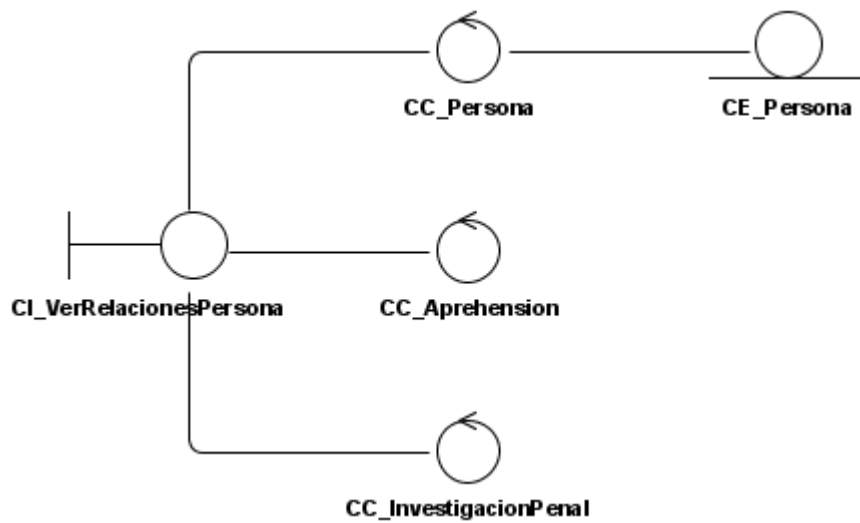 CC_Persona
CE_Persona
CI_VerRelacionesPersona
CC_Aprehension
CC_InvestigacionPenal